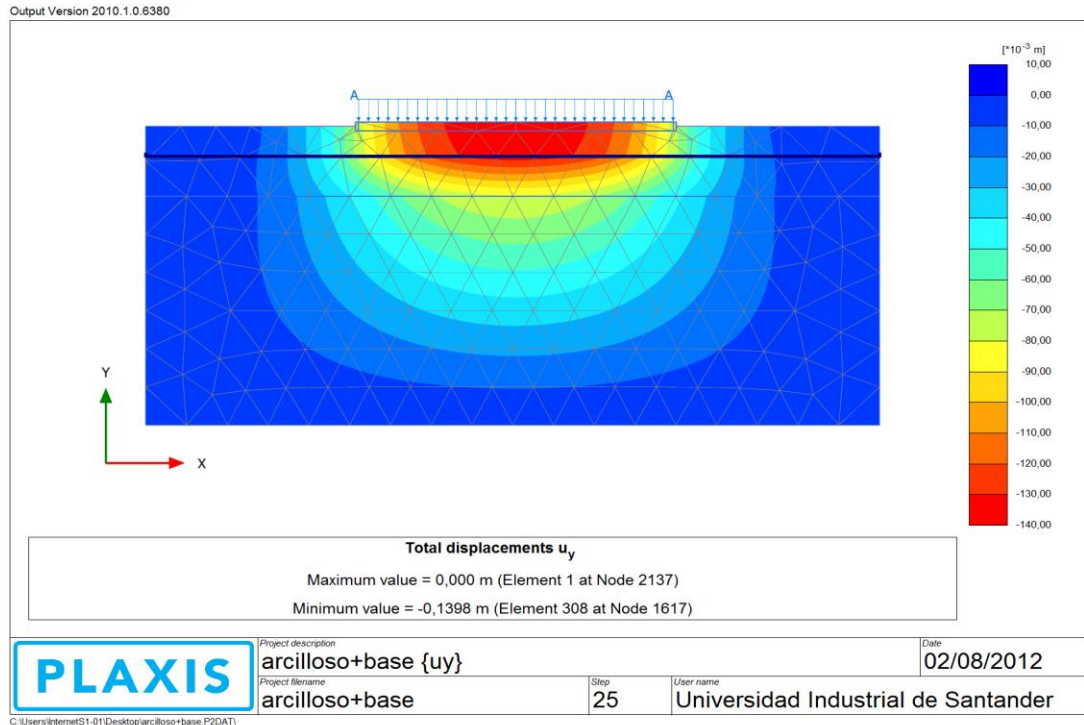 Output Version 2010.1.0.6380
[*10⁻³ m]
10,00
0,00
-10,00
-20,00
-30,00
-40,00
-50,00
-60,00
-70,00
-80,00
-90,00
-100,00
-110,00
-120,00
-130,00
-140,00
A A
Y
X
Total displacements uy
Maximum value = 0,000 m (Element 1 at Node 2137)
Minimum value = -0,1398 m (Element 308 at Node 1617)
PLAXIS
Project description
arcilloso+base {uy}
Date
02/08/2012
Project filename
arcilloso+base
Step
25
User name
Universidad Industrial de Santander
C:\Users\InternetS1-01\Desktop\arcilloso+base.P2DAT\